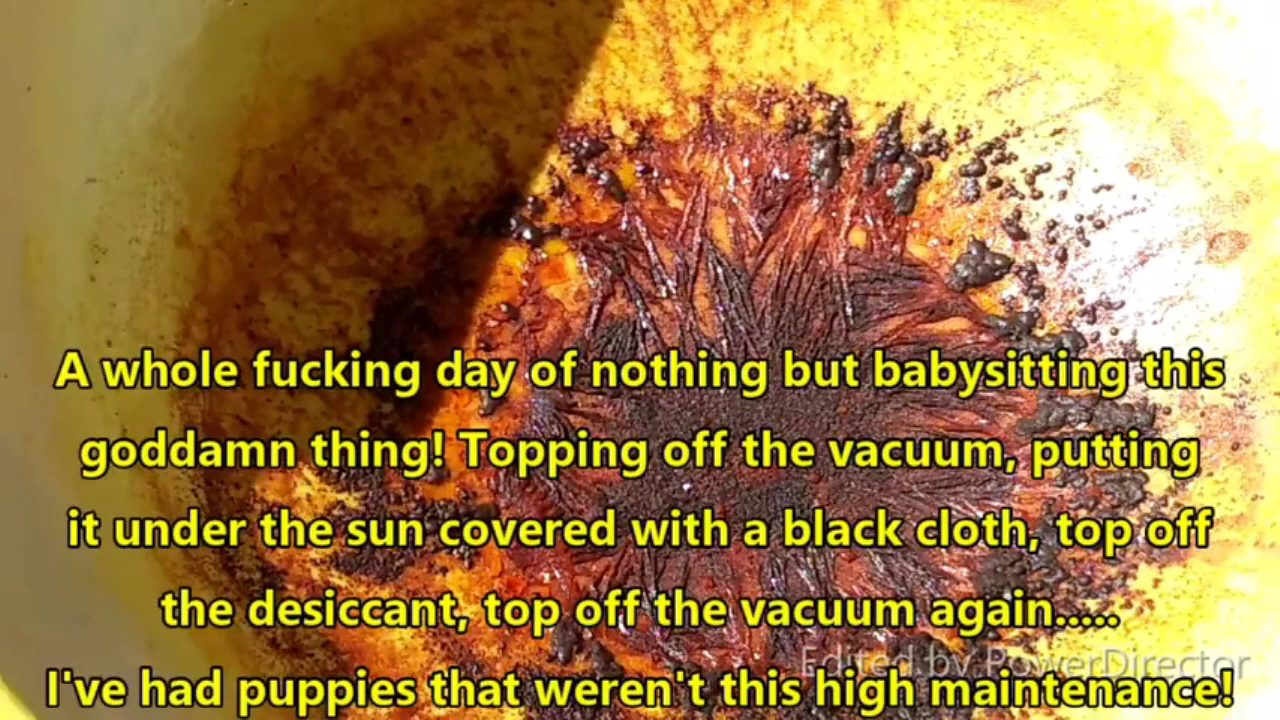 A whole fucking day of nothing but babysitting this
goddamn thing! Topping off the vacuum, putting
it under the sun covered with a black cloth, top off
the desiccant, top off the vacuum again.....
Edited by PowerDirector
I've had puppies that weren't this high maintenance!